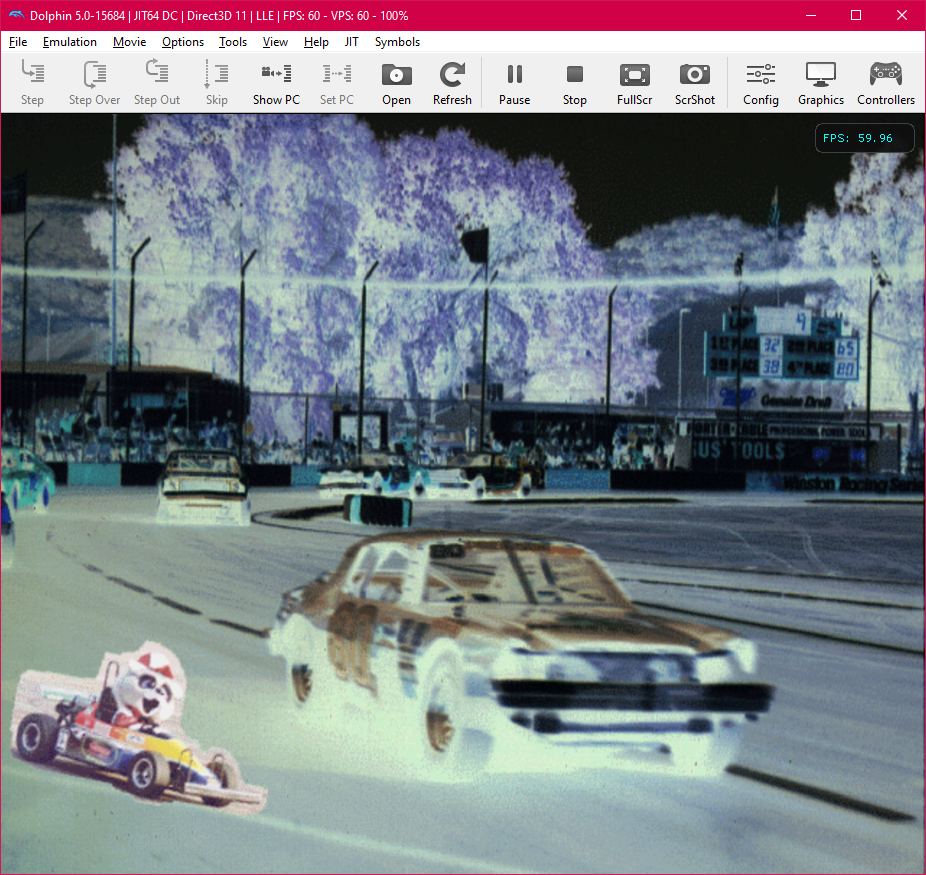 Dolphin 5.0-15684 | JIT64 DC | Direct3D 11 | LLE | FPS: 60 - VPS: 60 - 100%
File Emulation Movie Options Tools View Help JIT Symbols
Step Step Over Step Out Skip Show PC Set PC Open Refresh Pause Stop FullScr ScrShot Config Graphics Controllers
FPS: 59.96
LAP 4
1st PLACE 32 2nd PLACE 65
3rd PLACE 38 4th PLACE 80
Genuine Draft
US TOOLS
Winston Racing Series